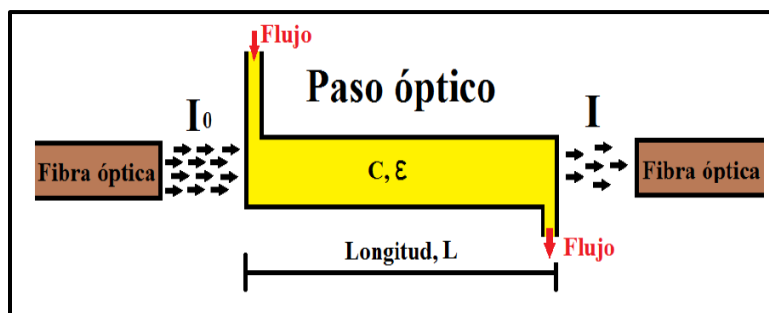 Flujo
Paso óptico
I0
I
Fibra óptica
C, ε
Fibra óptica
Longitud, L
Flujo